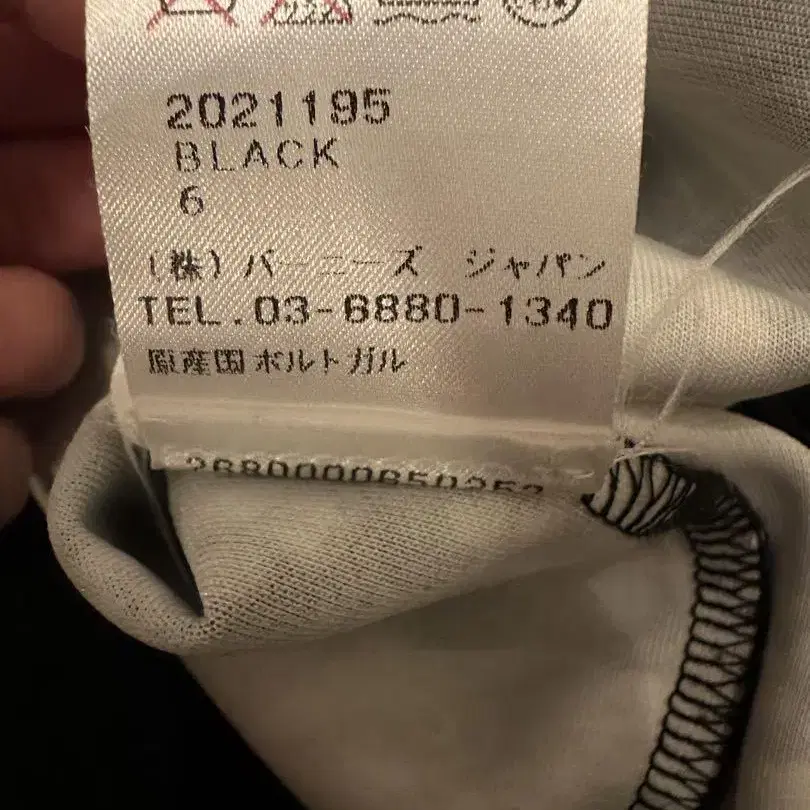 2021195
BLACK
6
(株)バーニーズ ジャパン
TEL.03-6880-1340
原産国ポルトガル